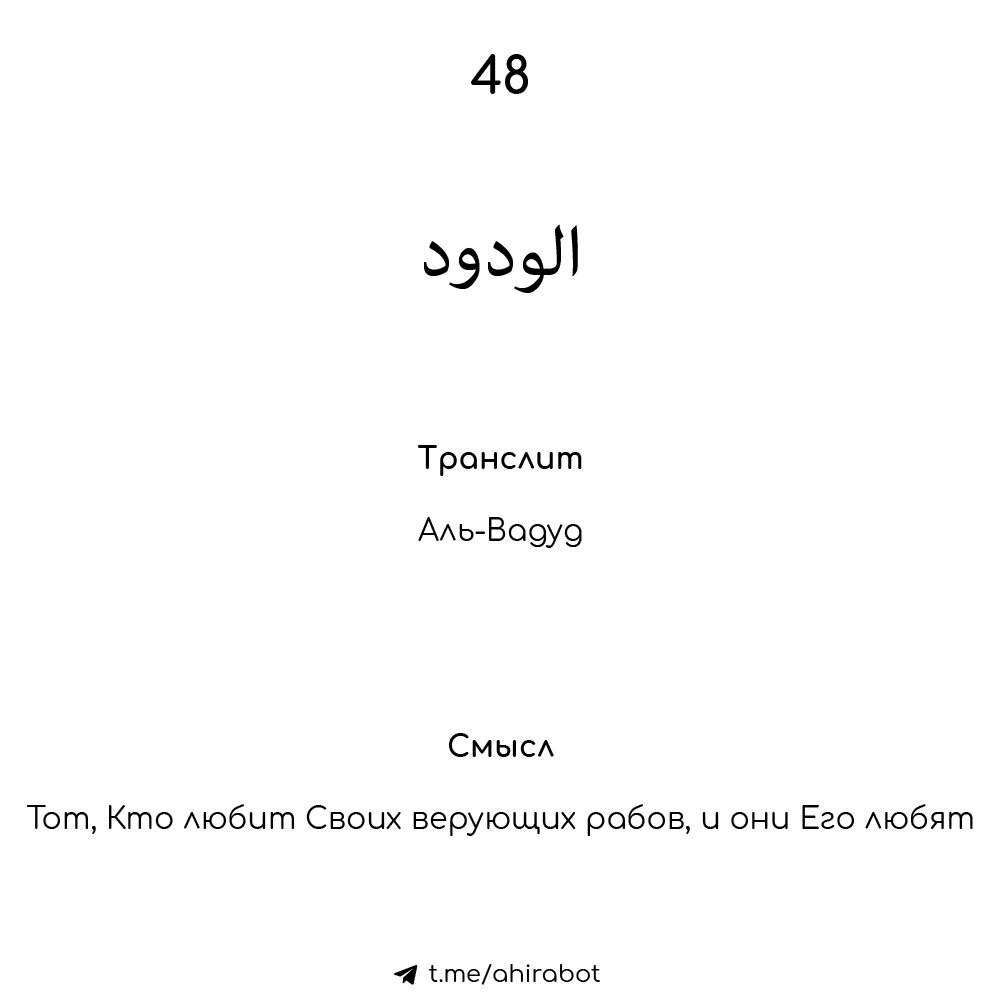 48
الودود
Транслит
Аль-Вадуд
Смысл
Тот, Кто любит Своих верующих рабов, и они Его любят
t.me/ahirabot